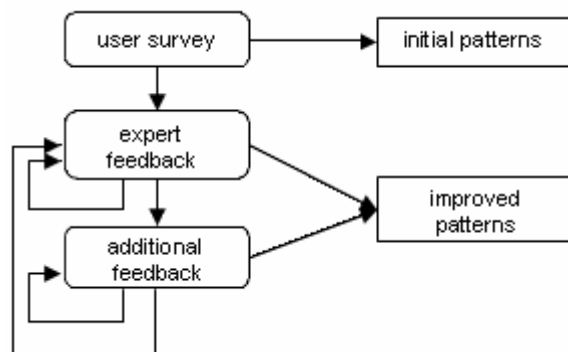 user survey
initial patterns
expert
feedback
improved
patterns
additional
feedback